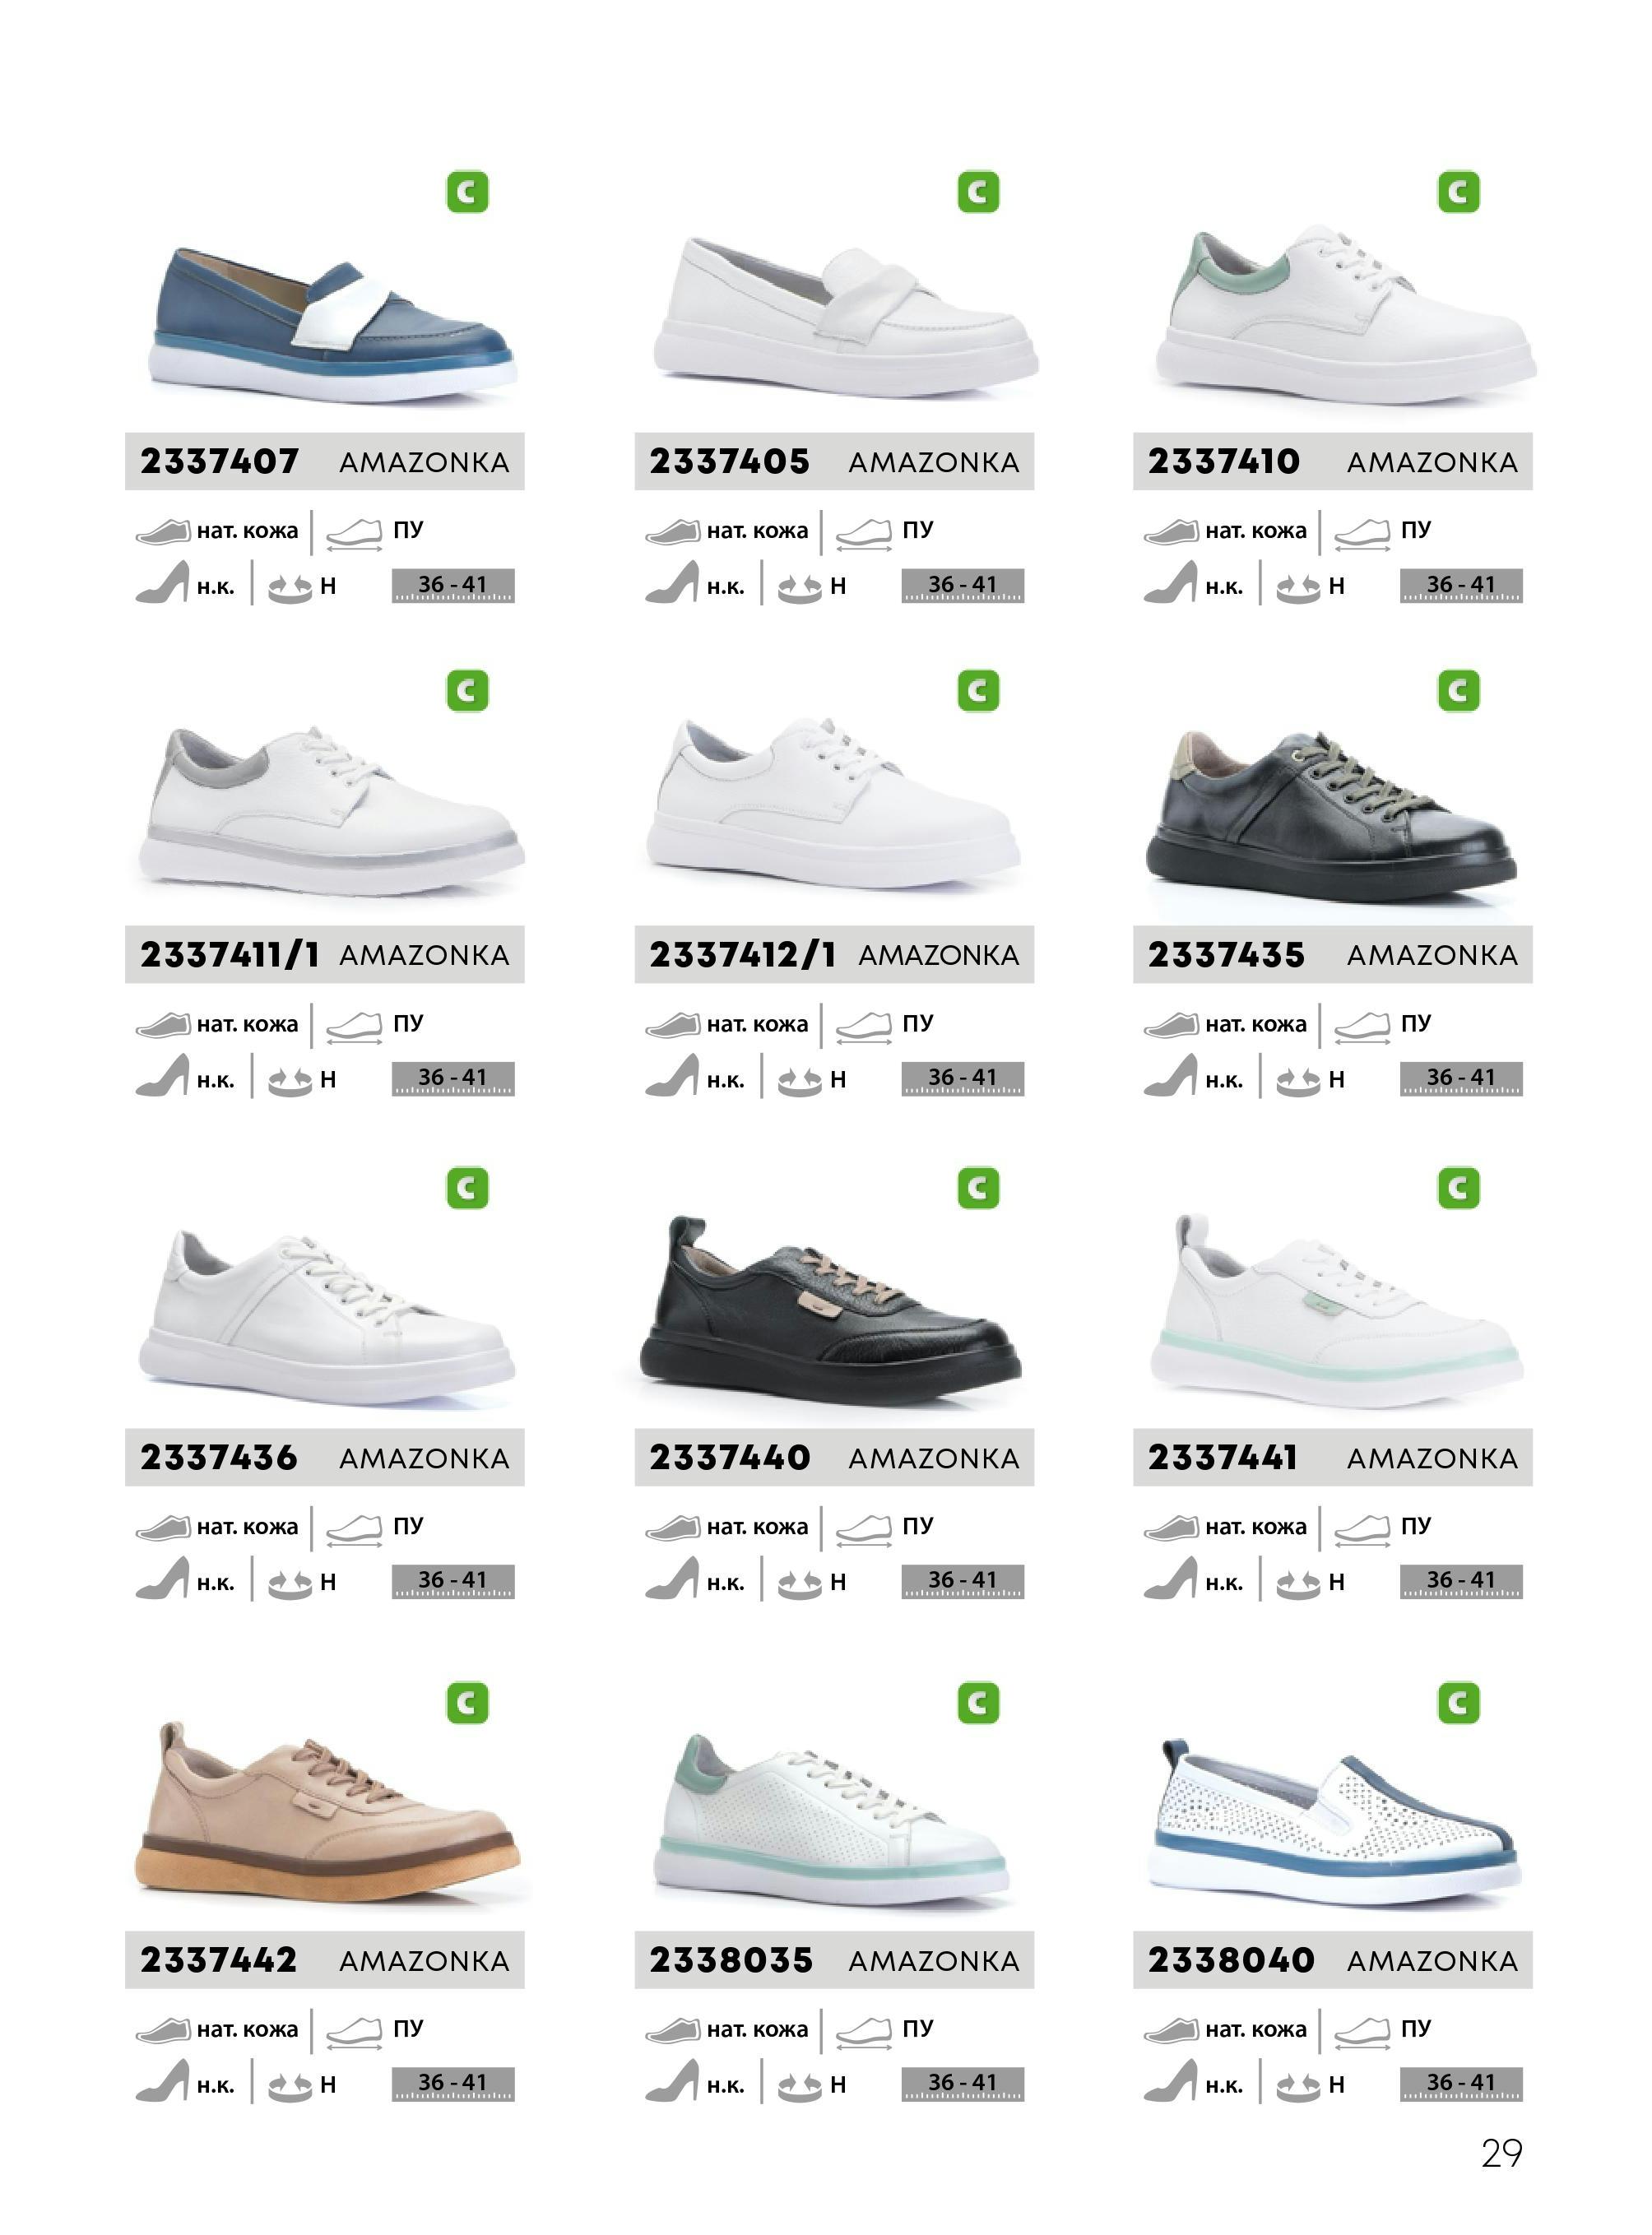 C C C
2337407 AMAZONKA 2337405 AMAZONKA 2337410 AMAZONKA
нат. кожа ПУ нат. кожа ПУ нат. кожа ПУ
н.к. Н 36 - 41 н.к. Н 36 - 41 н.к. Н 36 - 41
C C C
2337411/1 AMAZONKA 2337412/1 AMAZONKA 2337435 AMAZONKA
нат. кожа ПУ нат. кожа ПУ нат. кожа ПУ
н.к. Н 36 - 41 н.к. Н 36 - 41 н.к. Н 36 - 41
C C C
2337436 AMAZONKA 2337440 AMAZONKA 2337441 AMAZONKA
нат. кожа ПУ нат. кожа ПУ нат. кожа ПУ
н.к. Н 36 - 41 н.к. Н 36 - 41 н.к. Н 36 - 41
C C C
2337442 AMAZONKA 2338035 AMAZONKA 2338040 AMAZONKA
нат. кожа ПУ нат. кожа ПУ нат. кожа ПУ
н.к. Н 36 - 41 н.к. Н 36 - 41 н.к. Н 36 - 41
29